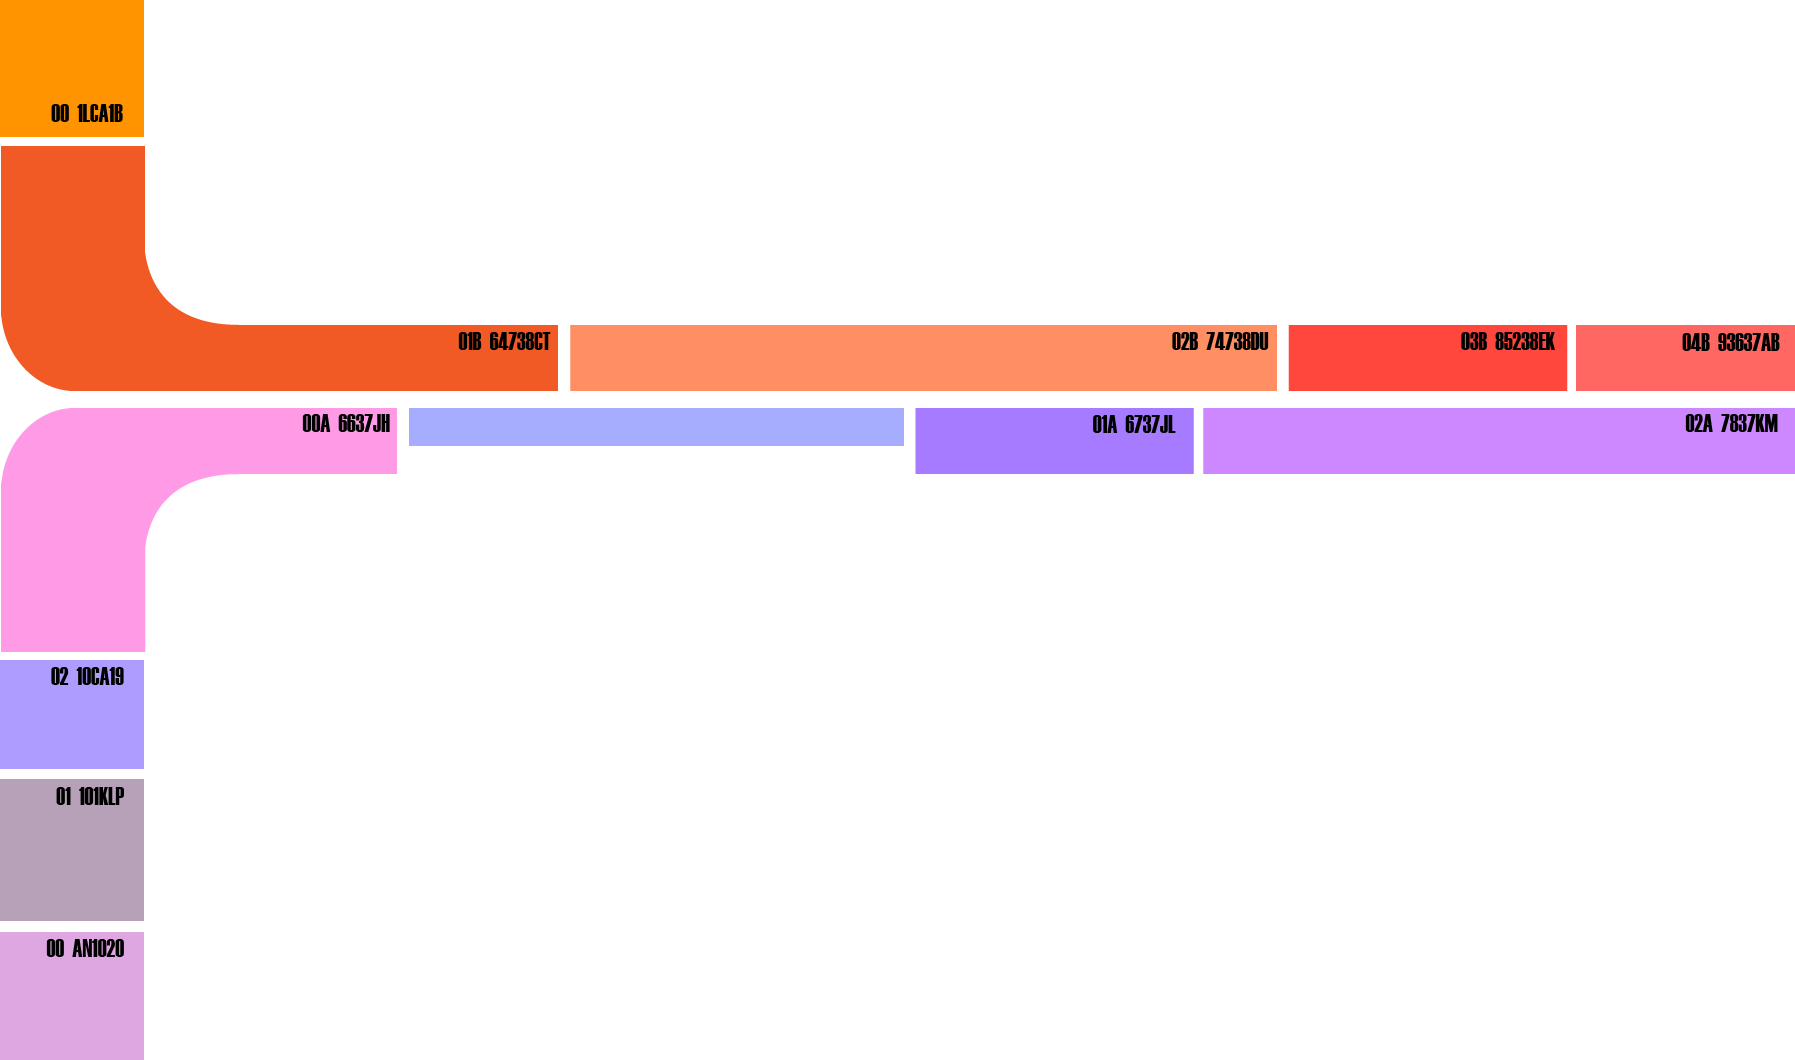 00 1LCA1B
01B 64738CT
02B 74738DU
03B 85238EK
04B 93637AB
00A 6637JH
01A 6737JL
02A 7837KM
02 10CA19
01 101KLP
00 AN1020